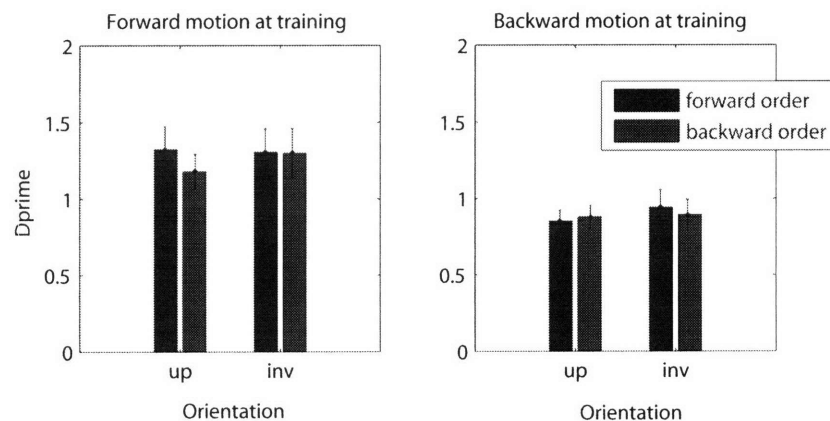 Forward motion at training
2
1.5
1
0.5
0
Dprime
up inv
Orientation
Backward motion at training
2
1.5
1
0.5
0
forward order
backward order
up inv
Orientation